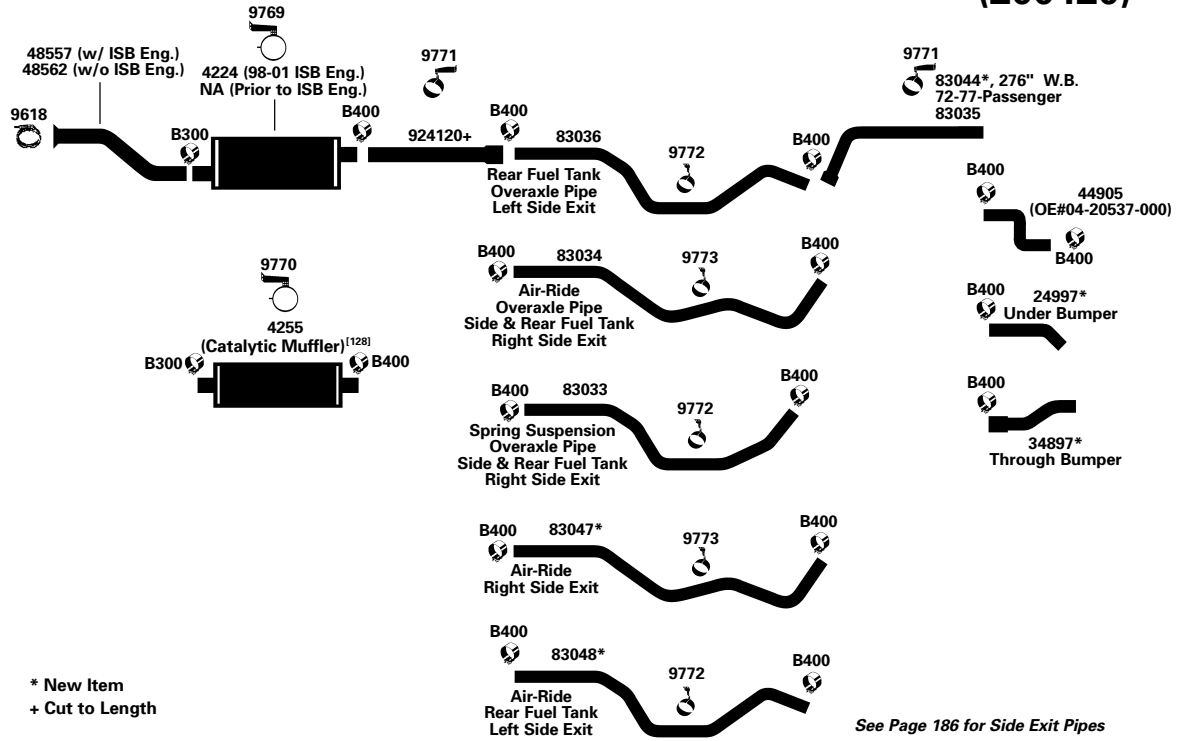 9769
48557 (w/ ISB Eng.)
48562 (w/o ISB Eng.)
4224 (98-01 ISB Eng.)
NA (Prior to ISB Eng.)
9771
9771
83044*, 276" W.B.
72-77-Passenger
83035
9618
B300
B400
924120+
B400
83036
9772
B400
Rear Fuel Tank
Overaxle Pipe
Left Side Exit
B400
44905
(OE#04-20537-000)
B400
9770
4255
(Catalytic Muffler)[128]
B300
B400
B400
83034
9773
B400
Air-Ride
Overaxle Pipe
Side & Rear Fuel Tank
Right Side Exit
B400
24997*
Under Bumper
B400
83033
9772
B400
Spring Suspension
Overaxle Pipe
Side & Rear Fuel Tank
Right Side Exit
B400
34897*
Through Bumper
B400
83047*
9773
B400
Air-Ride
Right Side Exit
B400
83048*
9772
B400
Air-Ride
Rear Fuel Tank
Left Side Exit
* New Item
+ Cut to Length
See Page 186 for Side Exit Pipes